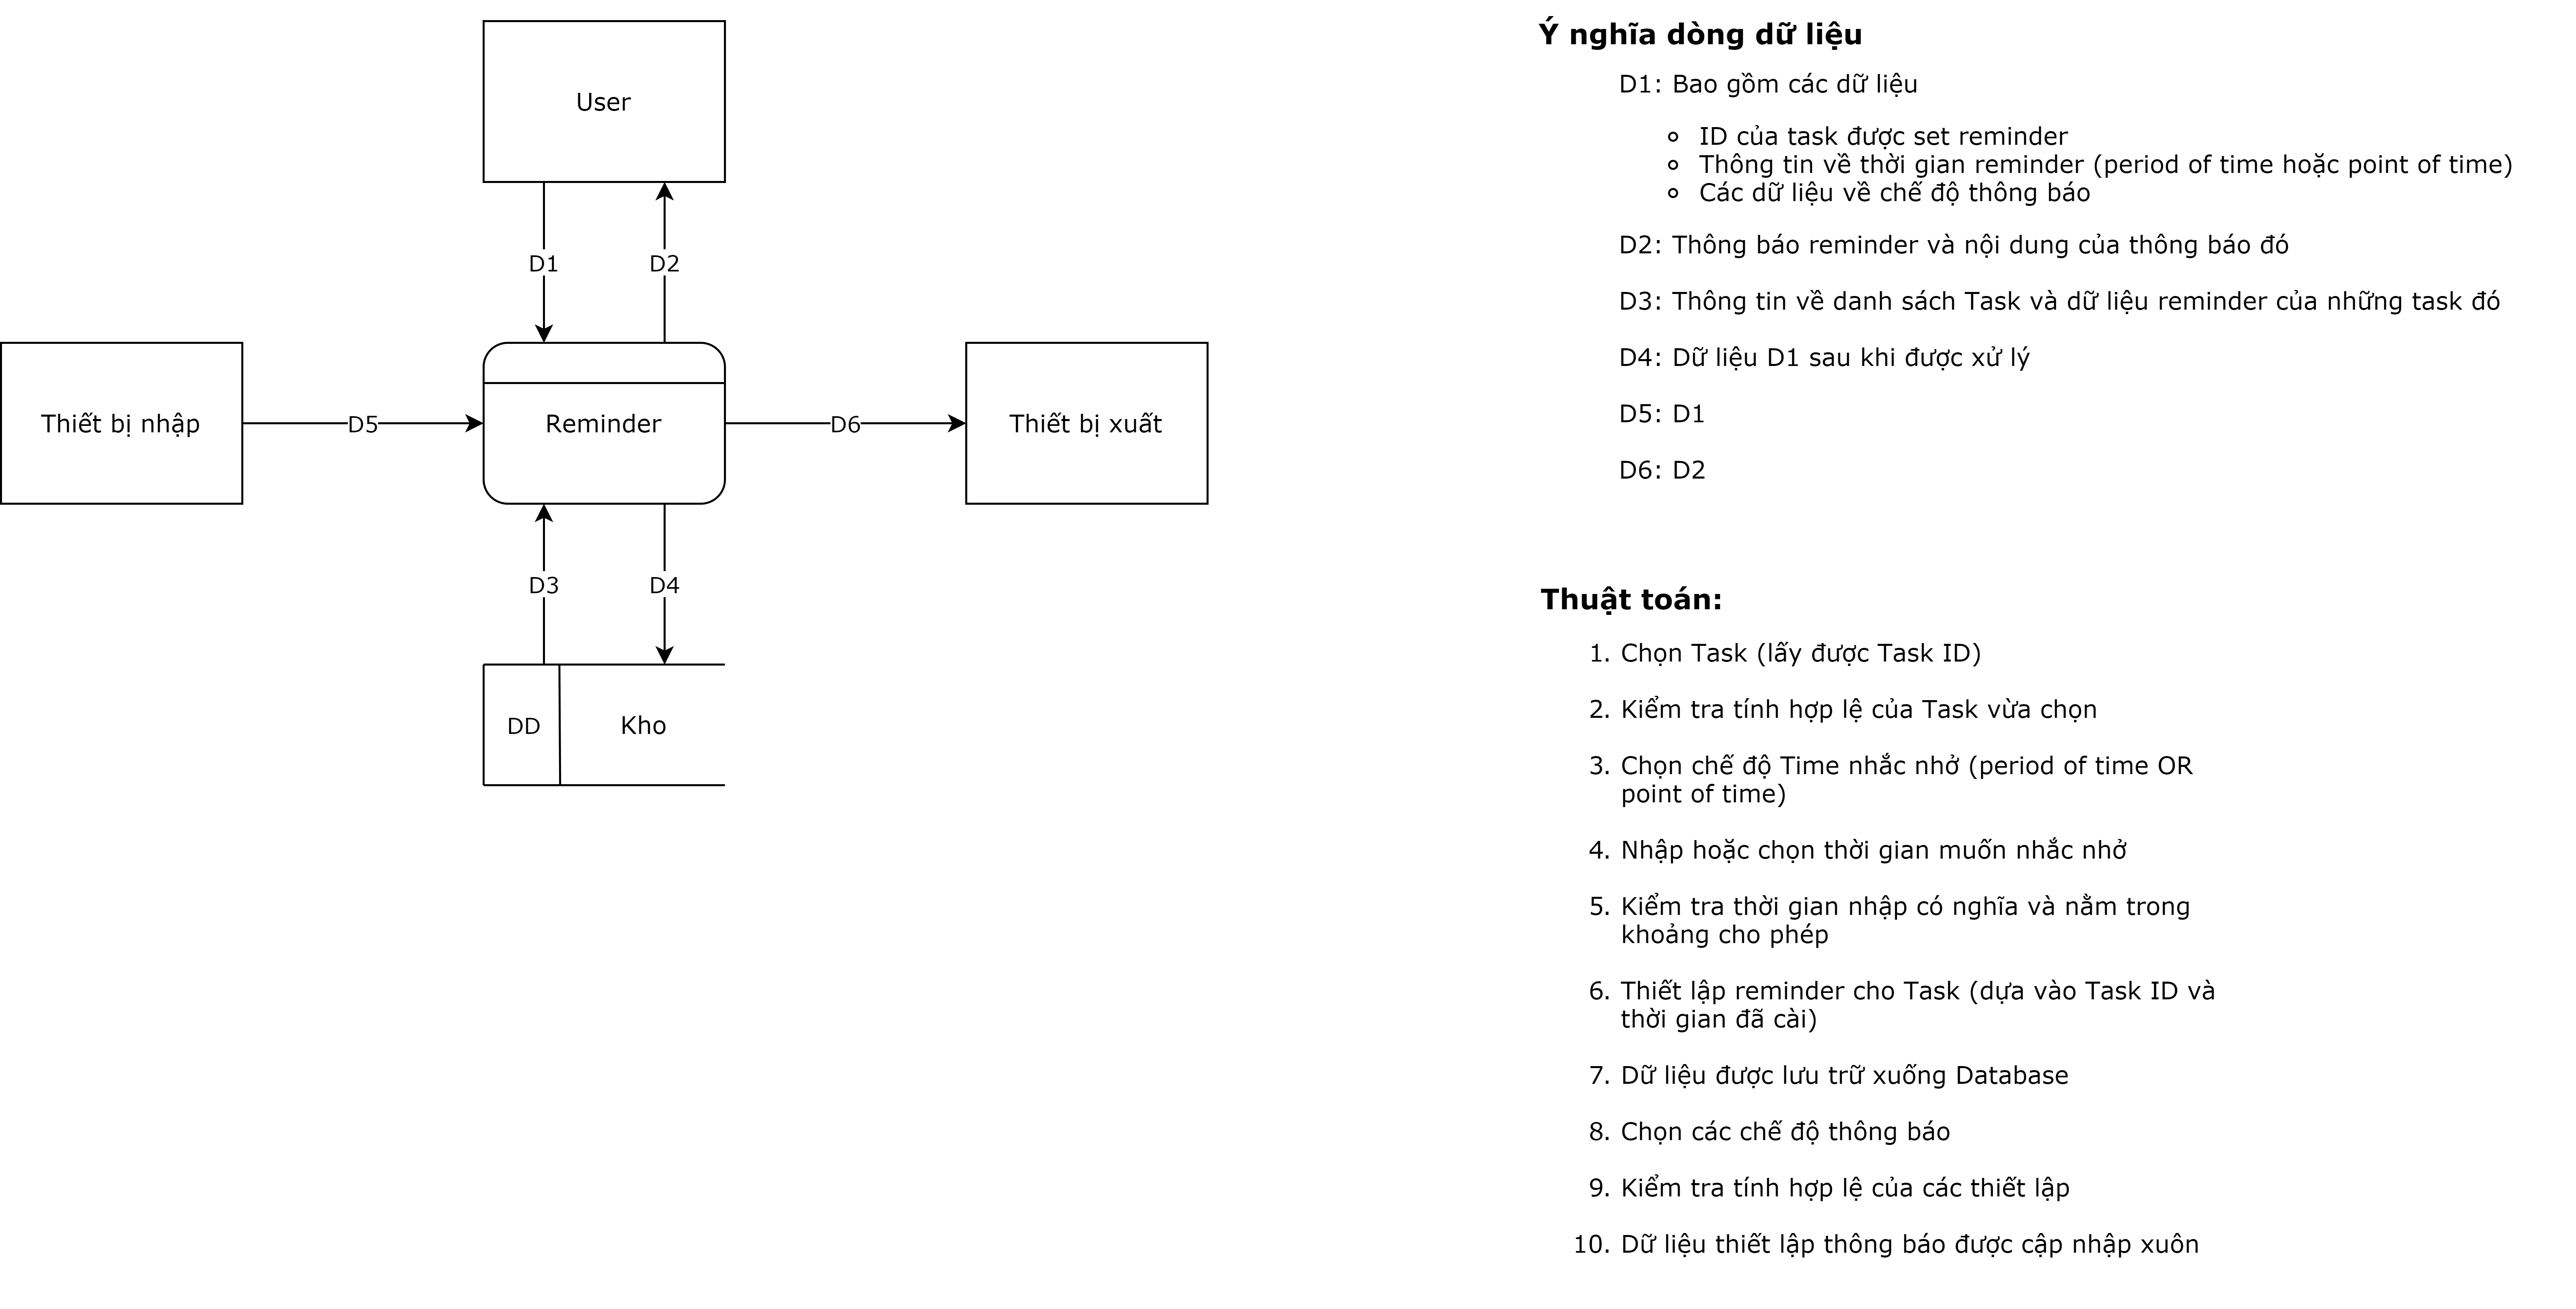 User
D1
D2
Thiết bị nhập
D5
Reminder
D6
Thiết bị xuất
D3
D4
DD
Kho
Ý nghĩa dòng dữ liệu
D1: Bao gồm các dữ liệu
ID của task được set reminder
Thông tin về thời gian reminder (period of time hoặc point of time)
Các dữ liệu về chế độ thông báo
D2: Thông báo reminder và nội dung của thông báo đó
D3: Thông tin về danh sách Task và dữ liệu reminder của những task đó
D4: Dữ liệu D1 sau khi được xử lý
D5: D1
D6: D2
Thuật toán:
1. Chọn Task (lấy được Task ID)
2. Kiểm tra tính hợp lệ của Task vừa chọn
3. Chọn chế độ Time nhắc nhở (period of time OR
point of time)
4. Nhập hoặc chọn thời gian muốn nhắc nhở
5. Kiểm tra thời gian nhập có nghĩa và nằm trong
khoảng cho phép
6. Thiết lập reminder cho Task (dựa vào Task ID và
thời gian đã cài)
7. Dữ liệu được lưu trữ xuống Database
8. Chọn các chế độ thông báo
9. Kiểm tra tính hợp lệ của các thiết lập
10. Dữ liệu thiết lập thông báo được cập nhập xuôn